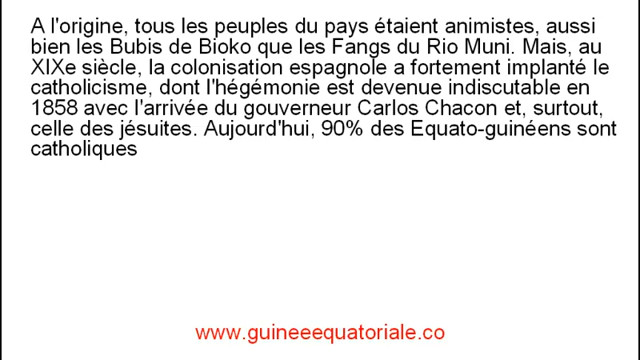 A l'origine, tous les peuples du pays étaient animistes, aussi
bien les Bubis de Bioko que les Fangs du Rio Muni. Mais, au
XIXe siècle, la colonisation espagnole a fortement implanté le
catholicisme, dont l'hégémonie est devenue indiscutable en
1858 avec l'arrivée du gouverneur Carlos Chacon et, surtout,
celle des jésuites. Aujourd'hui, 90% des Equato-guinéens sont
catholiques
www.guineeequatoriale.co